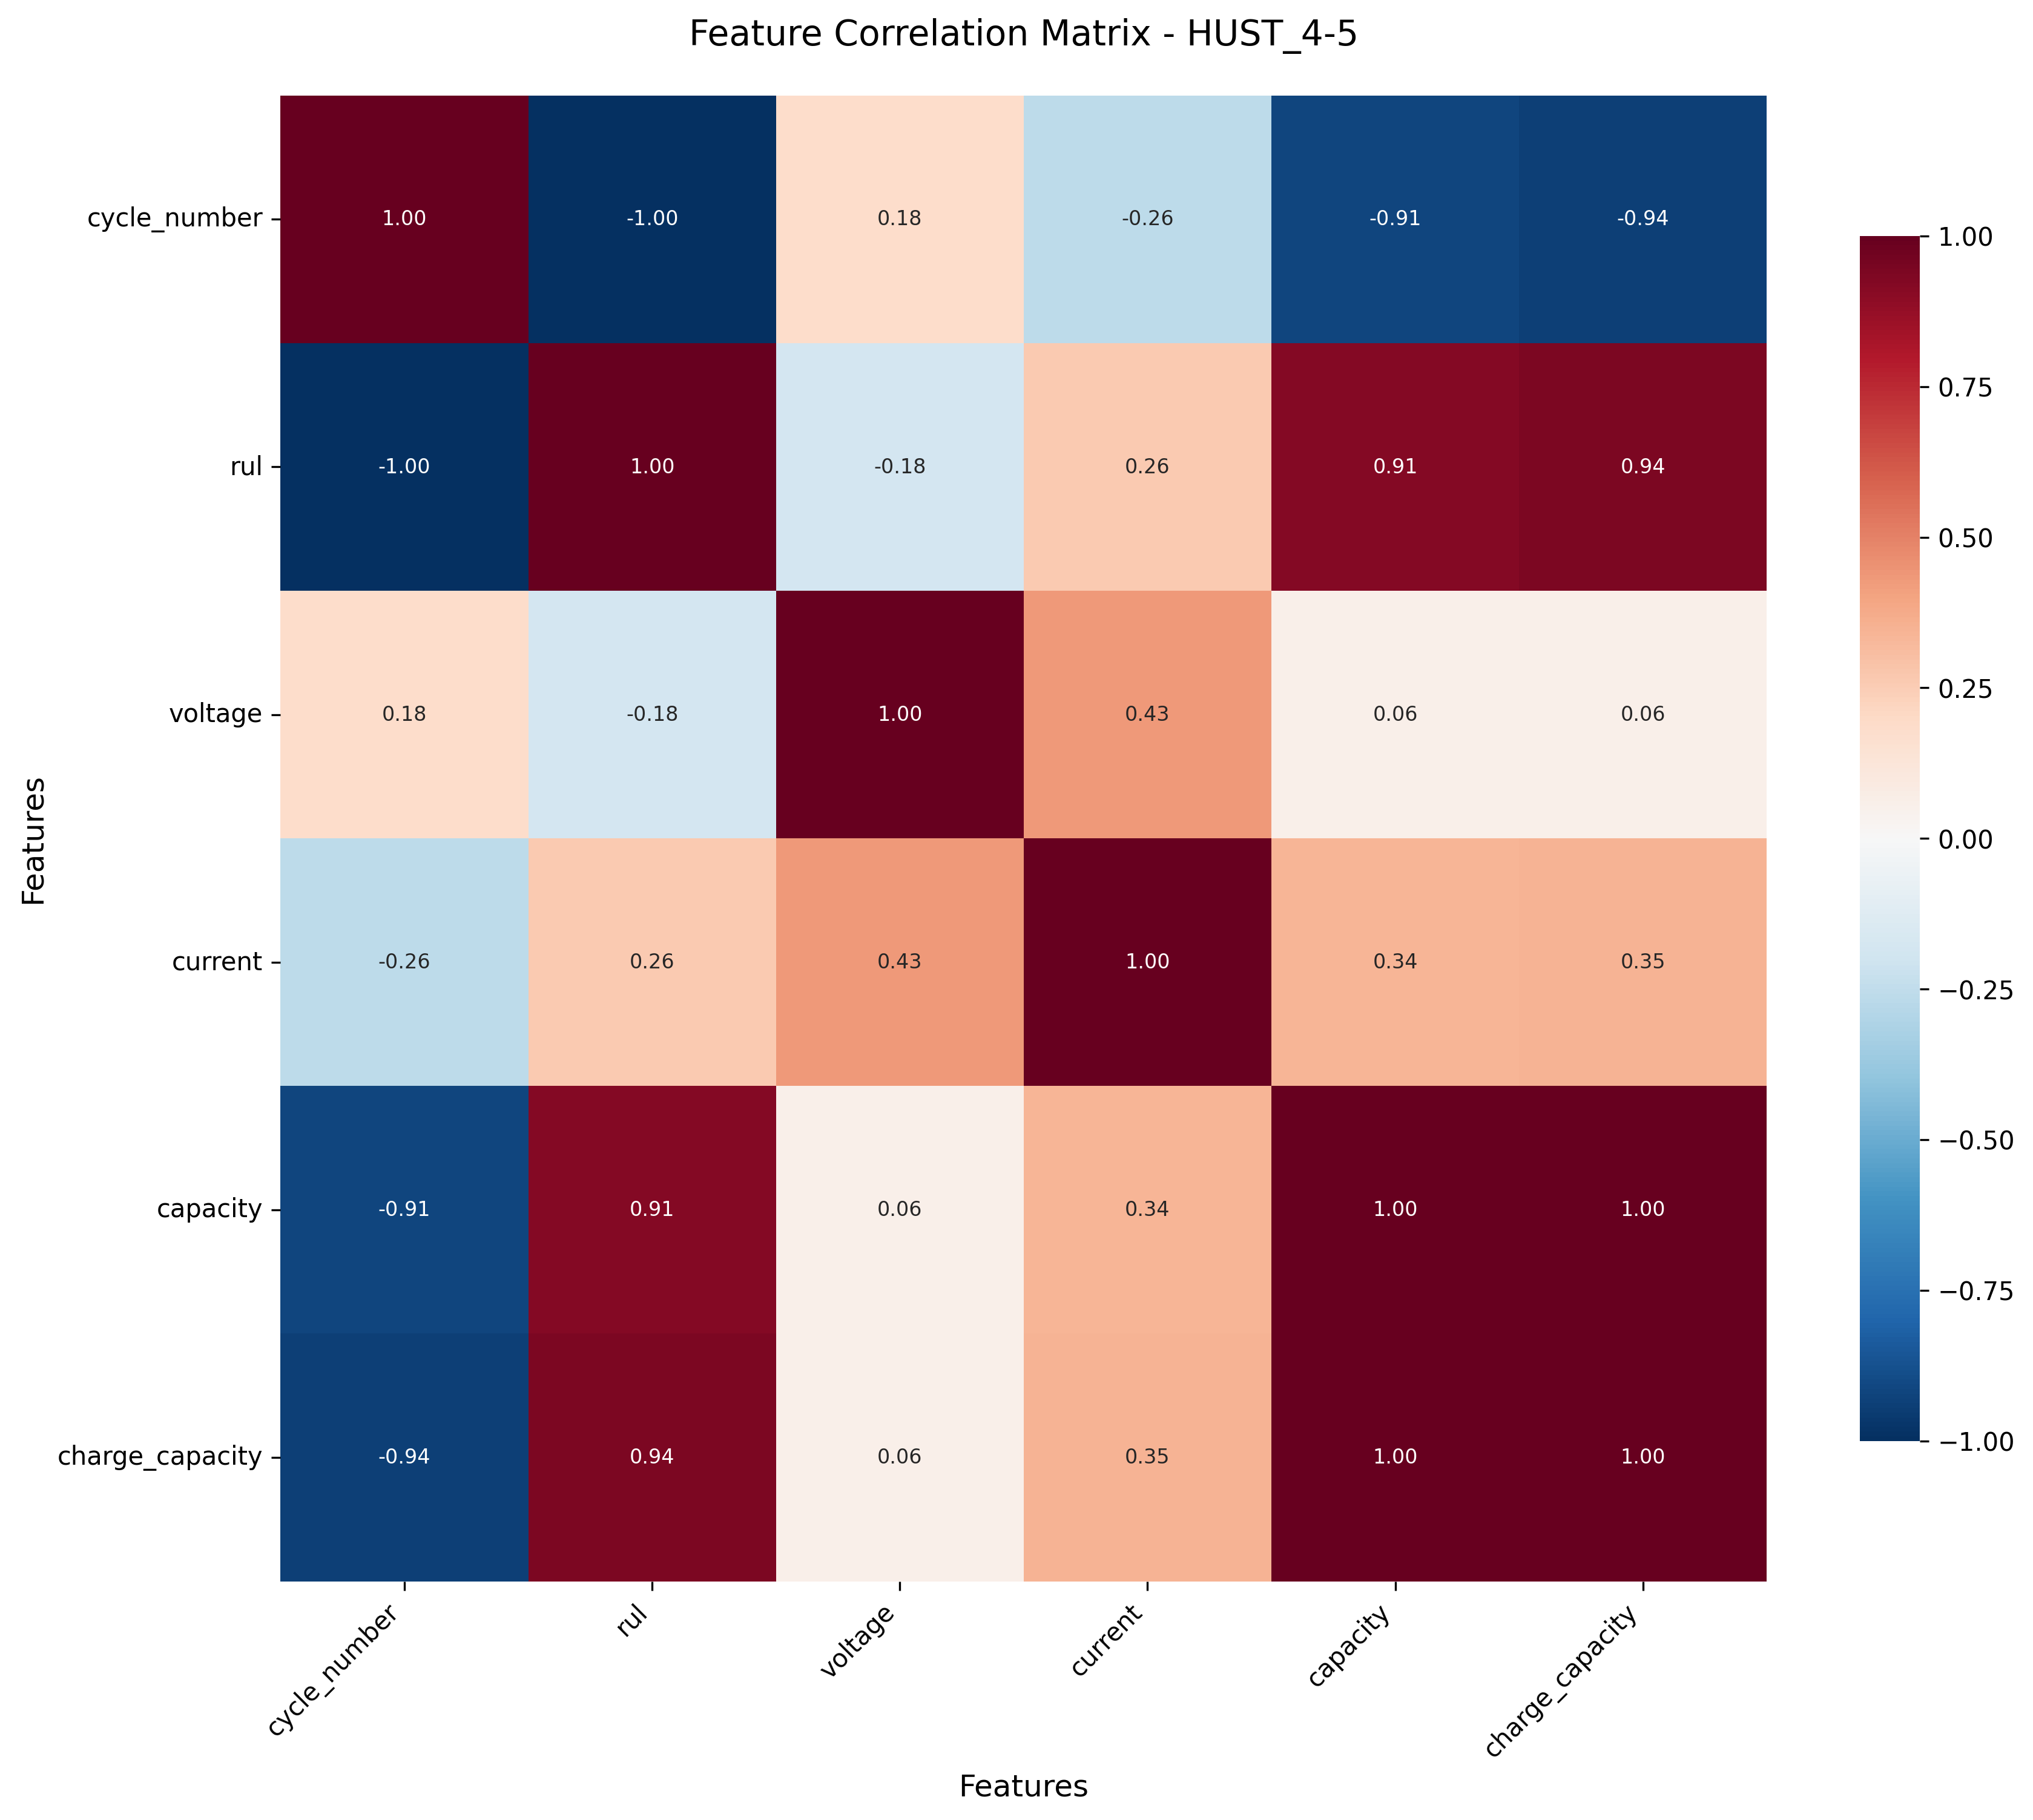 Feature Correlation Matrix - HUST_4-5
cycle_number 1.00 -1.00 0.18 -0.26 -0.91 -0.94
rul -1.00 1.00 -0.18 0.26 0.91 0.94
voltage 0.18 -0.18 1.00 0.43 0.06 0.06
current -0.26 0.26 0.43 1.00 0.34 0.35
capacity -0.91 0.91 0.06 0.34 1.00 1.00
charge_capacity -0.94 0.94 0.06 0.35 1.00 1.00
Features
cycle_number rul voltage current capacity charge_capacity
Features
1.00
0.75
0.50
0.25
0.00
−0.25
−0.50
−0.75
−1.00